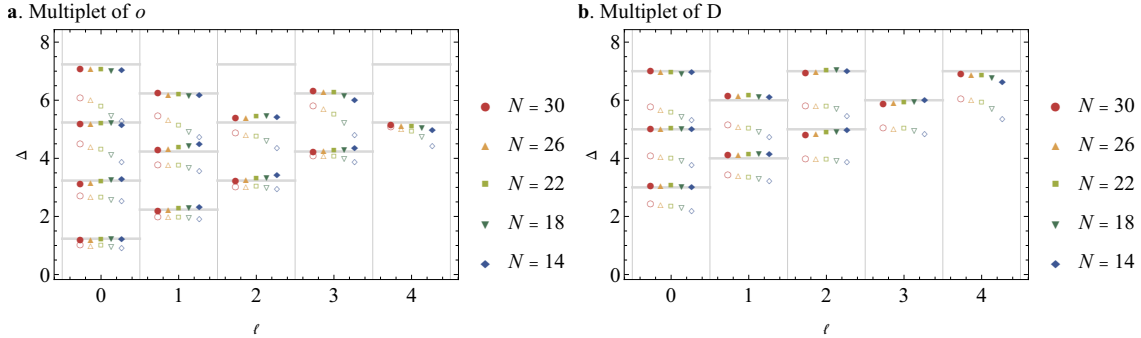 a. Multiplet of o
8
6
4
2
0
Δ
0 1 2 3 4
ℓ
N = 30
N = 26
N = 22
N = 18
N = 14
b. Multiplet of D
8
6
4
2
0
Δ
0 1 2 3 4
ℓ
N = 30
N = 26
N = 22
N = 18
N = 14